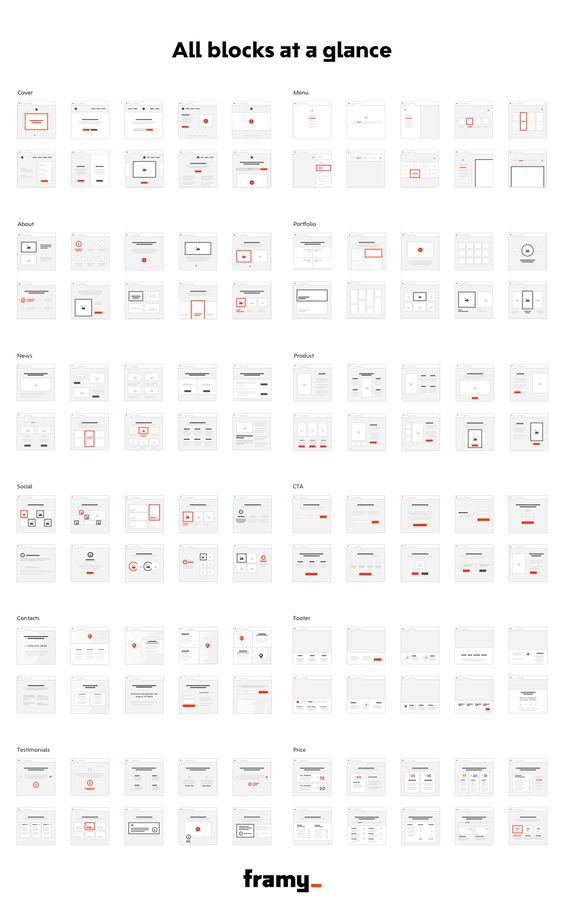 All blocks at a glance
Cover
Menu
About
Portfolio
News
Product
Social
CTA
Contacts
Footer
Testimonials
Price
framy_